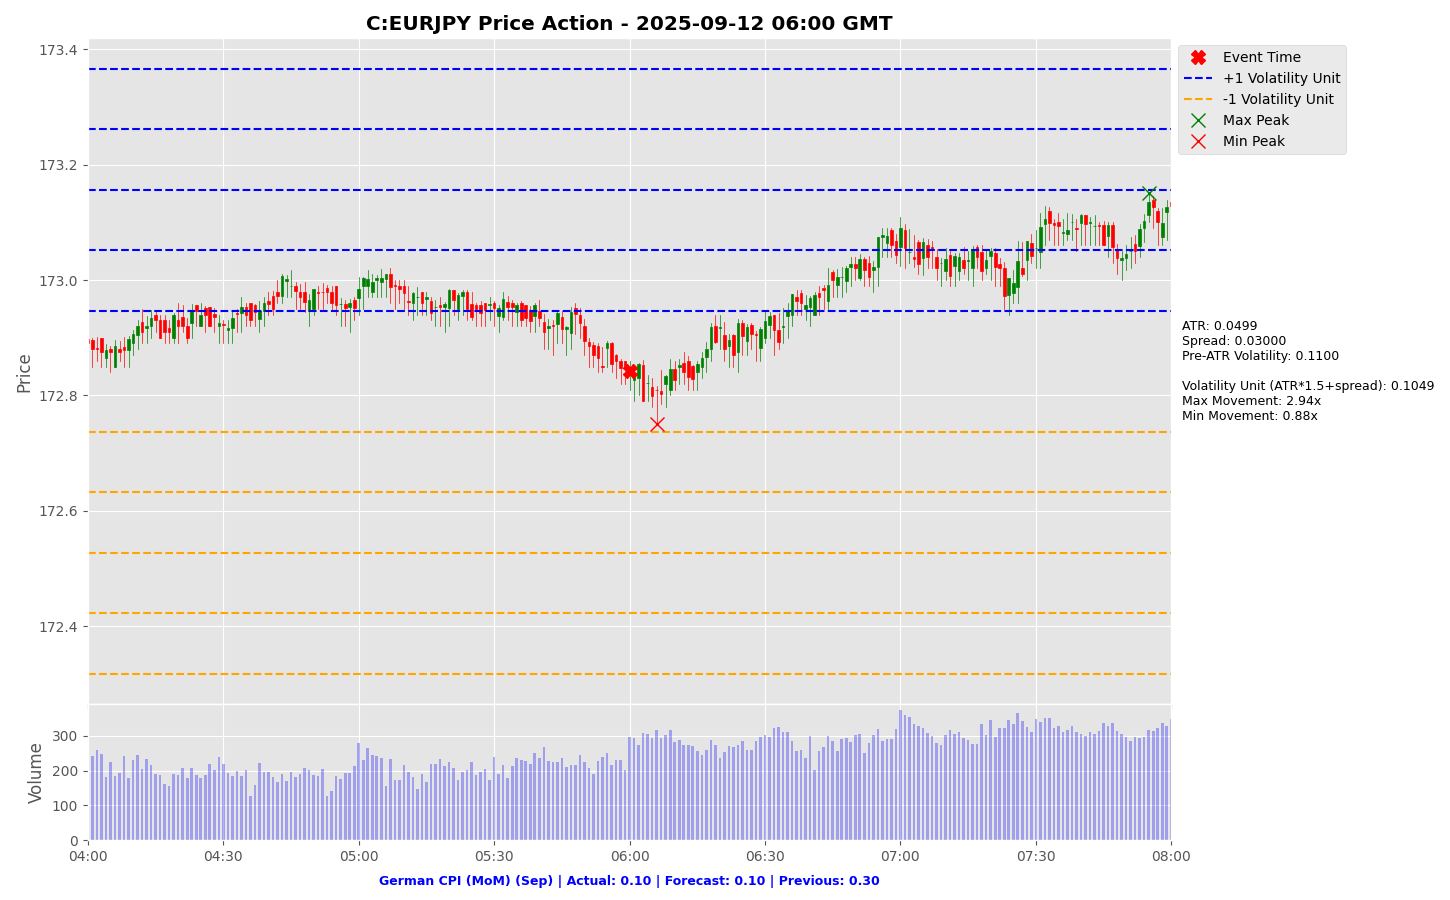 C:EURJPY Price Action - 2025-09-12 06:00 GMT
Event Time
+1 Volatility Unit
-1 Volatility Unit
Max Peak
Min Peak
Price
173.4
173.2
173.0
172.8
172.6
172.4
ATR: 0.0499
Spread: 0.03000
Pre-ATR Volatility: 0.1100
Volatility Unit (ATR*1.5+spread): 0.1049
Max Movement: 2.94x
Min Movement: 0.88x
Volume
300
200
100
0
04:00 04:30 05:00 05:30 06:00 06:30 07:00 07:30 08:00
German CPI (MoM) (Sep) | Actual: 0.10 | Forecast: 0.10 | Previous: 0.30